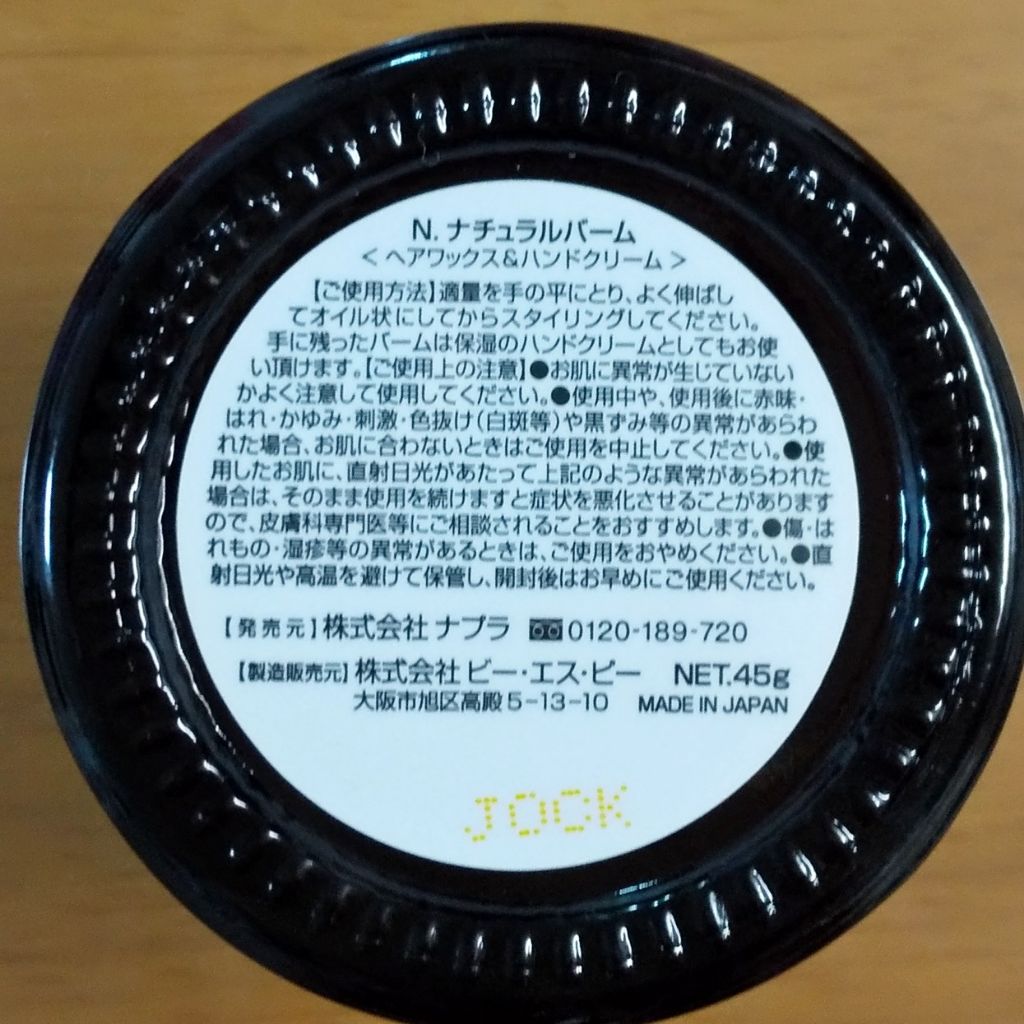 N. ナチュラルバーム
<ヘアワックス&ハンドクリーム>
【ご使用方法】適量を手の平にとり、よく伸ばし
てオイル状にしてからスタイリングしてください。
手に残ったバームは保湿のハンドクリームとしてもお使
い頂けます。【ご使用上の注意】●お肌に異常が生じていない
かよく注意して使用してください。●使用中や、使用後に赤味・
はれ・かゆみ・刺激・色抜け(白斑等)や黒ずみ等の異常があらわ
れた場合、お肌に合わないときはご使用を中止してください。●使
用したお肌に、直射日光があたって上記のような異常があらわれた
場合は、そのまま使用を続けますと症状を悪化させることがあります
ので、皮膚科専門医等にご相談されることをおすすめします。●傷・は
れもの・湿疹等の異常があるときは、ご使用をおやめください。●直
射日光や高温を避けて保管し、開封後はお早めにご使用ください。
【発売元】株式会社 ナプラ 0120-189-720
【製造販売元】株式会社 ビー・エス・ピー NET.45g
大阪市旭区高殿5-13-10 MADE IN JAPAN
JOCK